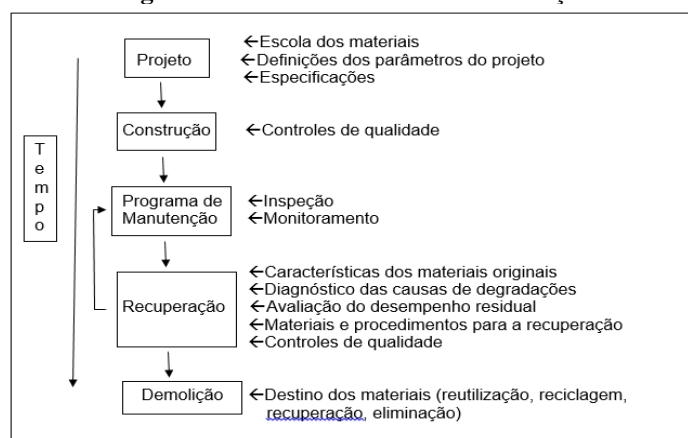 Projeto
←Escola dos materiais
←Definições dos parâmetros do projeto
←Especificações
Construção
←Controles de qualidade
Tempo
Programa de
Manutenção
←Inspeção
←Monitoramento
Recuperação
←Características dos materiais originais
←Diagnóstico das causas de degradações
←Avaliação do desempenho residual
←Materiais e procedimentos para a recuperação
←Controles de qualidade
Demolição
←Destino dos materiais (reutilização, reciclagem,
recuperação, eliminação)